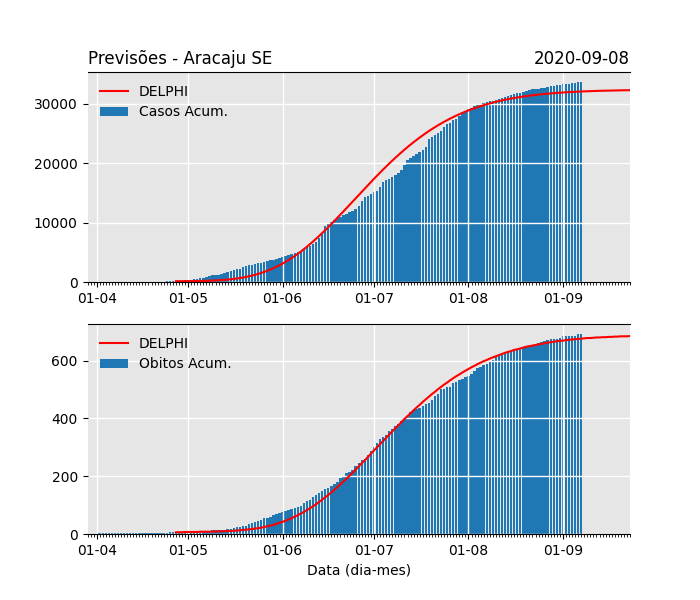 Previsões - Aracaju SE 2020-09-08
DELPHI
Casos Acum.
30000
20000
10000
0
01-04 01-05 01-06 01-07 01-08 01-09
DELPHI
Obitos Acum.
600
400
200
0
01-04 01-05 01-06 01-07 01-08 01-09
Data (dia-mes)